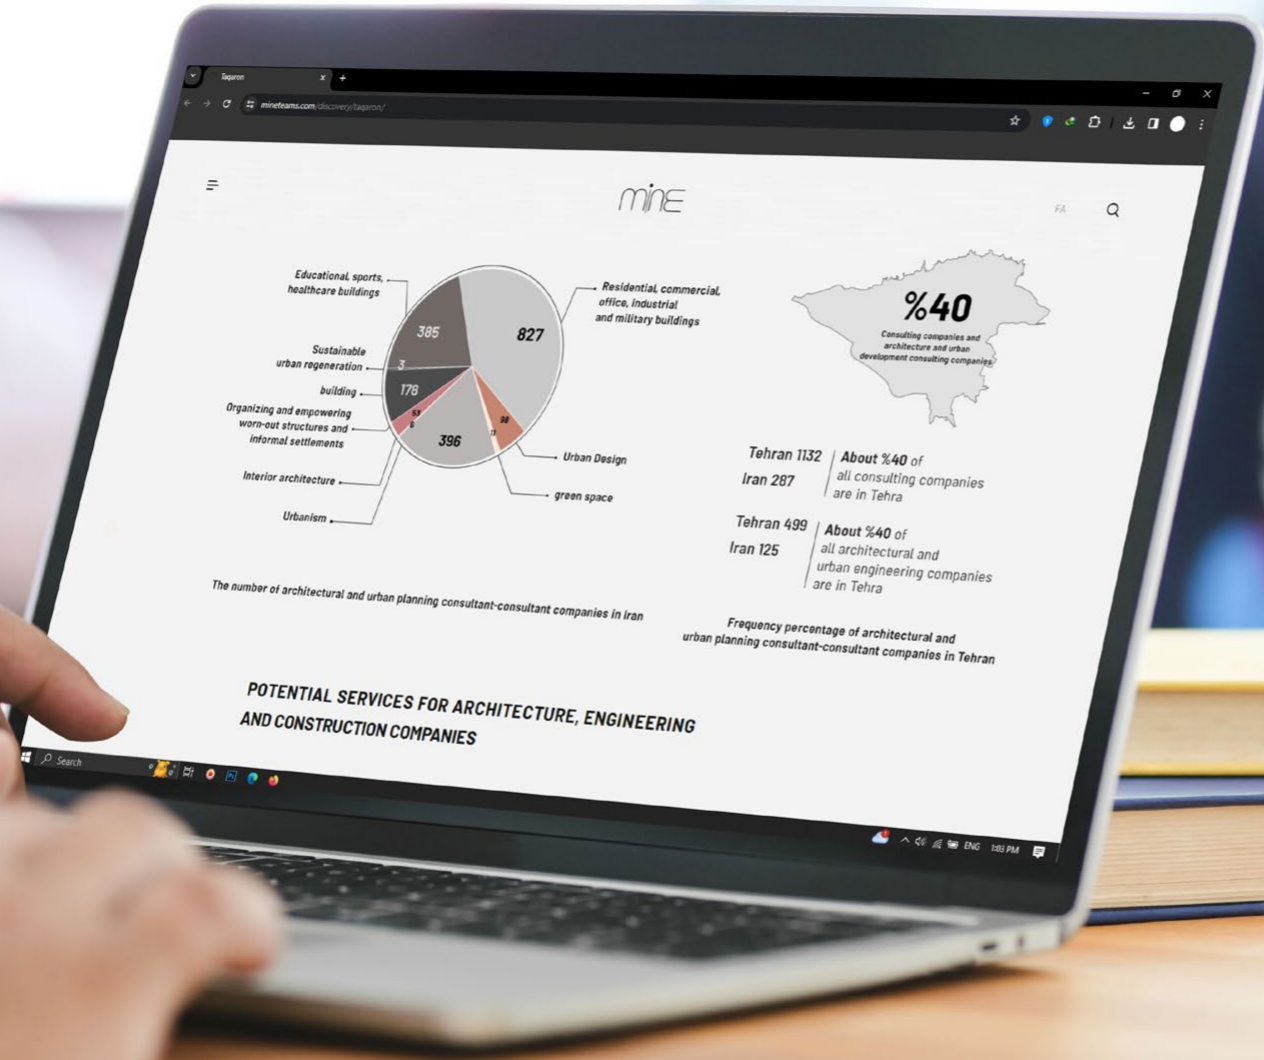 Taqaron
mineteams.com/discovery/taqaron/
minE
FA
Educational, sports,
healthcare buildings
Sustainable
urban regeneration
building
Organizing and empowering
worn-out structures and
informal settlements
Interior architecture
Urbanism
385
3
178
396
827
98
Residential, commercial,
office, industrial
and military buildings
Urban Design
green space
The number of architectural and urban planning consultant-consultant companies in Iran
%40
Consulting companies and
architecture and urban
development consulting companies
Tehran 1132
Iran 287
About %40 of
all consulting companies
are in Tehra
Tehran 499
Iran 125
About %40 of
all architectural and
urban engineering companies
are in Tehra
Frequency percentage of architectural and
urban planning consultant-consultant companies in Tehran
POTENTIAL SERVICES FOR ARCHITECTURE, ENGINEERING
AND CONSTRUCTION COMPANIES
Search
Ps
ENG
1:03 PM